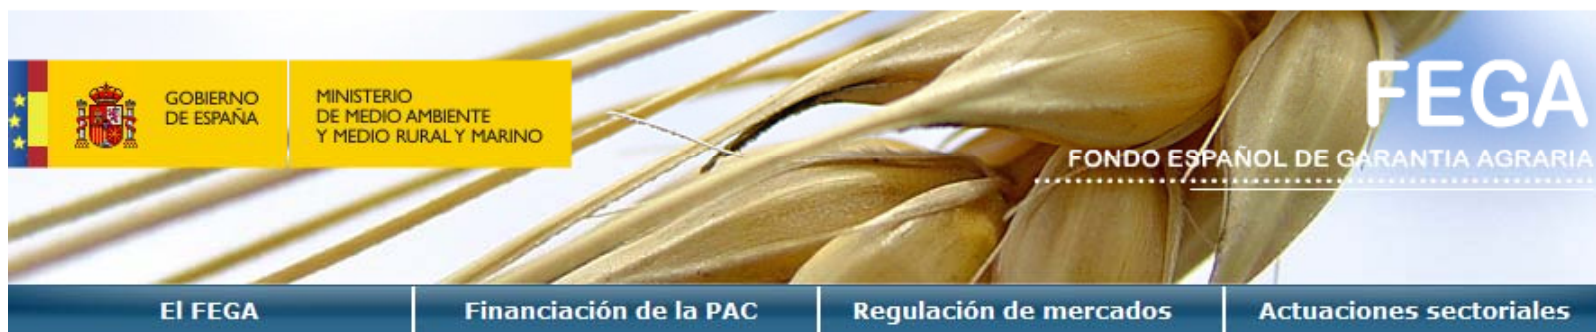 GOBIERNO
DE ESPAÑA
MINISTERIO
DE MEDIO AMBIENTE
Y MEDIO RURAL Y MARINO
FEGA
FONDO ESPAÑOL DE GARANTIA AGRARIA
El FEGA
Financiación de la PAC
Regulación de mercados
Actuaciones sectoriales